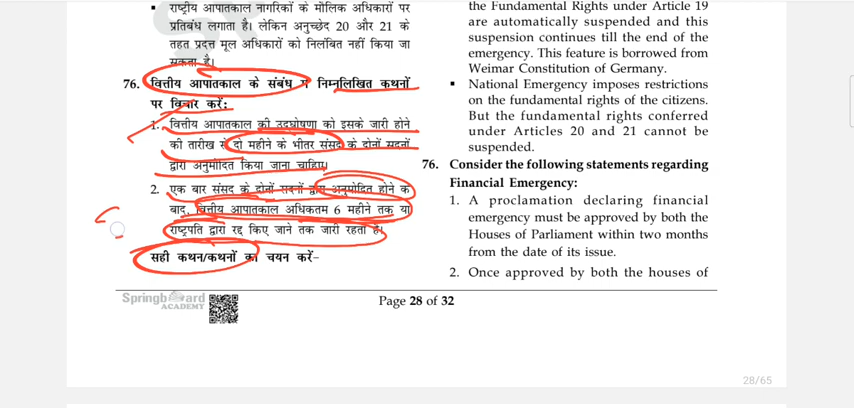 ▪ राष्ट्रीय आपातकाल नागरिकों के मौलिक अधिकारों पर
प्रतिबंध लगाता है। लेकिन अनुच्छेद 20 और 21 के
तहत प्रदत्त मूल अधिकारों को निलंबित नहीं किया जा
सकता है।
76. वित्तीय आपातकाल के संबंध में निम्नलिखित कथनों
पर विचार करें:
1. वित्तीय आपातकाल की उदघोषणा को इसके जारी होने
की तारीख से दो महीने के भीतर संसद के दोनों सदनों
द्वारा अनुमोदित किया जाना चाहिए।
2. एक बार संसद के दोनों सदनों द्वारा अनुमोदित होने के
बाद, वित्तीय आपातकाल अधिकतम 6 महीने तक या
राष्ट्रपति द्वारा रद्द किए जाने तक जारी रहता है।
सही कथन/कथनों का चयन करें–
the Fundamental Rights under Article 19
are automatically suspended and this
suspension continues till the end of the
emergency. This feature is borrowed from
Weimar Constitution of Germany.
▪ National Emergency imposes restrictions
on the fundamental rights of the citizens.
But the fundamental rights conferred
under Articles 20 and 21 cannot be
suspended.
76. Consider the following statements regarding
Financial Emergency:
1. A proclamation declaring financial
emergency must be approved by both the
Houses of Parliament within two months
from the date of its issue.
2. Once approved by both the houses of
Springboard
ACADEMY
Page 28 of 32
28/65